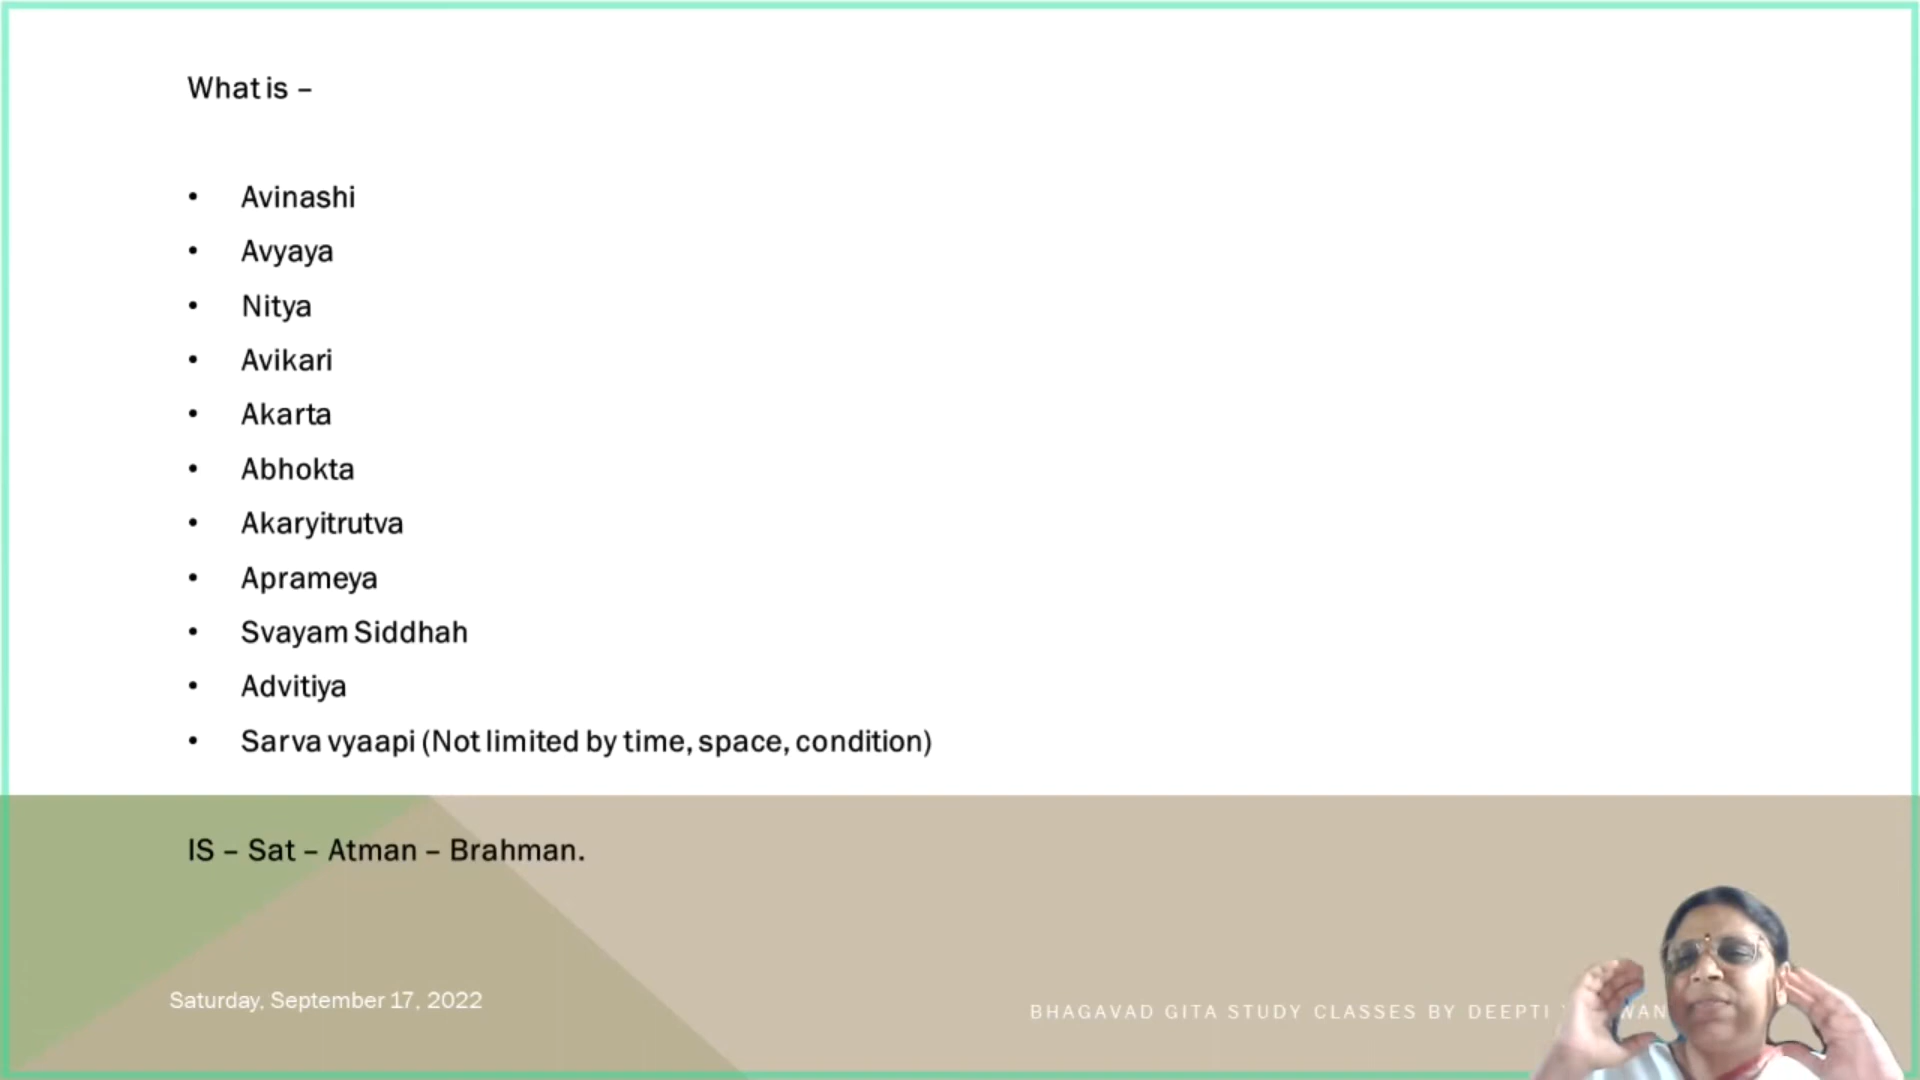 What is –
• Avinashi
• Avyaya
• Nitya
• Avikari
• Akarta
• Abhokta
• Akaryitrutva
• Aprameya
• Svayam Siddhah
• Advitiya
• Sarva vyaapi (Not limited by time, space, condition)
IS – Sat – Atman – Brahman.
Saturday, September 17, 2022
BHAGAVAD GITA STUDY CLASSES BY DEEPTI